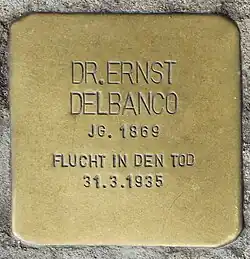 DR. ERNST
DELBANCO
JG. 1869
FLUCHT IN DEN TOD
31.3.1935